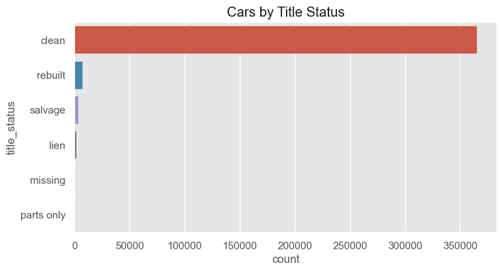 Cars by Title Status
title_status
clean
rebuilt
salvage
lien
missing
parts only
0 50000 100000 150000 200000 250000 300000 350000
count